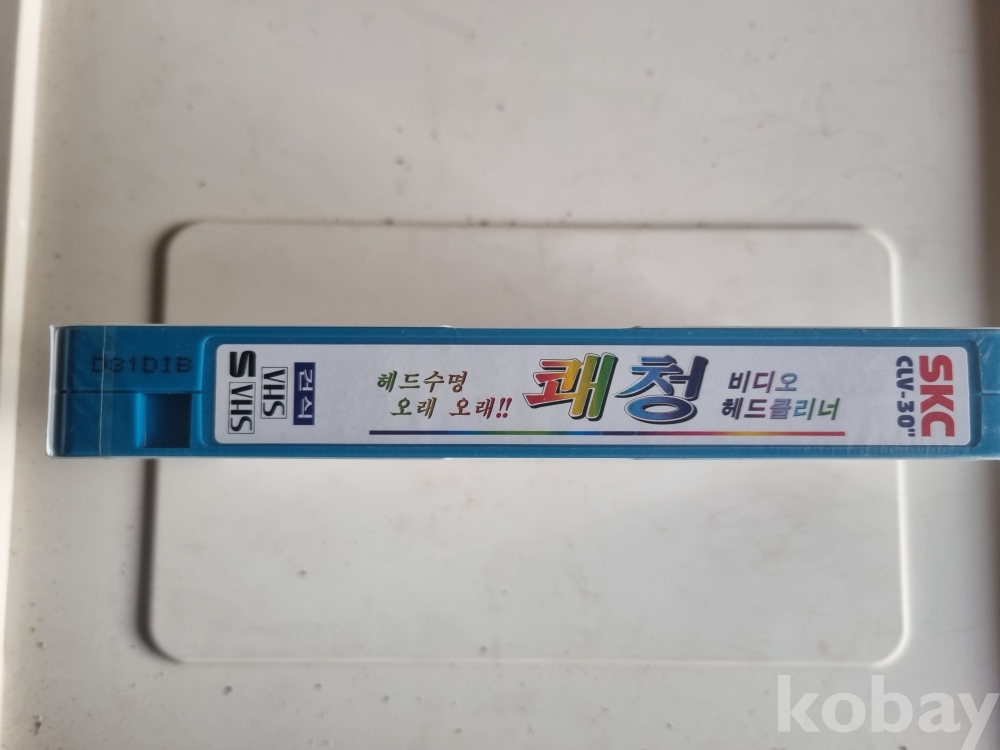 D31DIB
S VHS
VHS
건식
헤드수명
오래 오래!!
쾌청
비디오
헤드클리너
SKC
CLV-30"
kobay